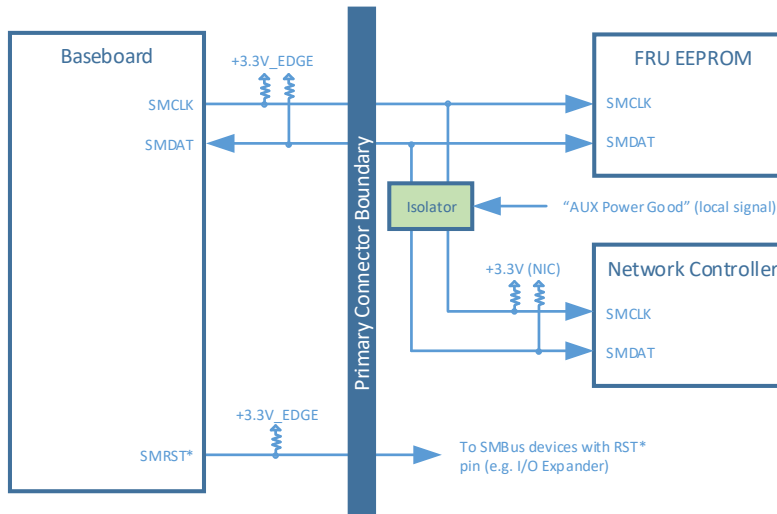 Baseboard
+3.3V_EDGE
SMCLK
SMDAT
FRU EEPROM
SMCLK
SMDAT
Primary Connector Boundary
Isolator
“AUX Power Good” (local signal)
+3.3V (NIC)
Network Controller
SMCLK
SMDAT
+3.3V_EDGE
SMRST*
To SMBus devices with RST*
pin (e.g. I/O Expander)